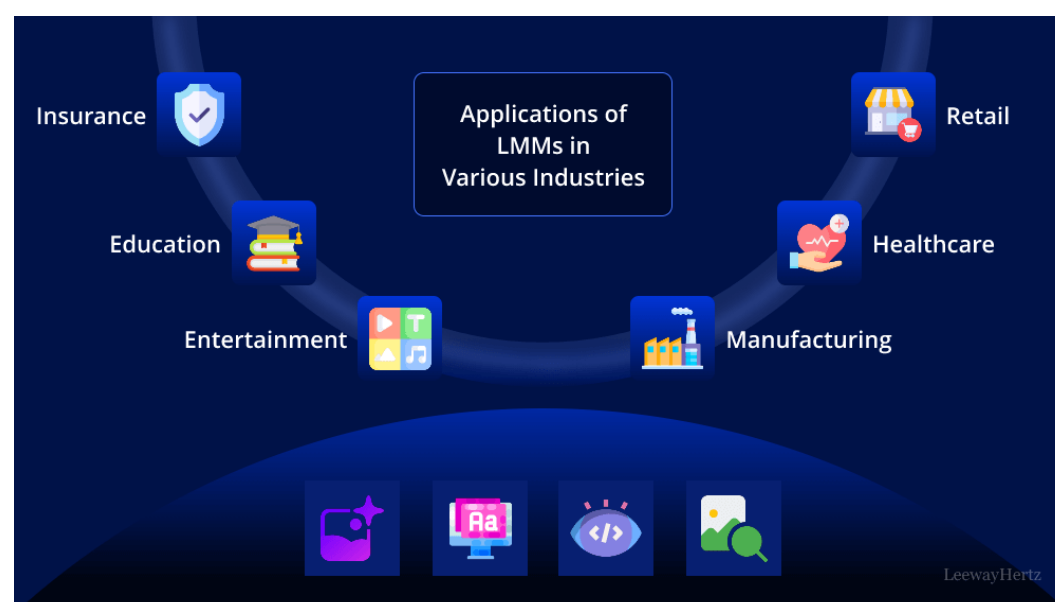 Applications of
LMMs in
Various Industries
Insurance
Retail
Education
Healthcare
Entertainment
Manufacturing
T
Aa
</>
LeewayHertz